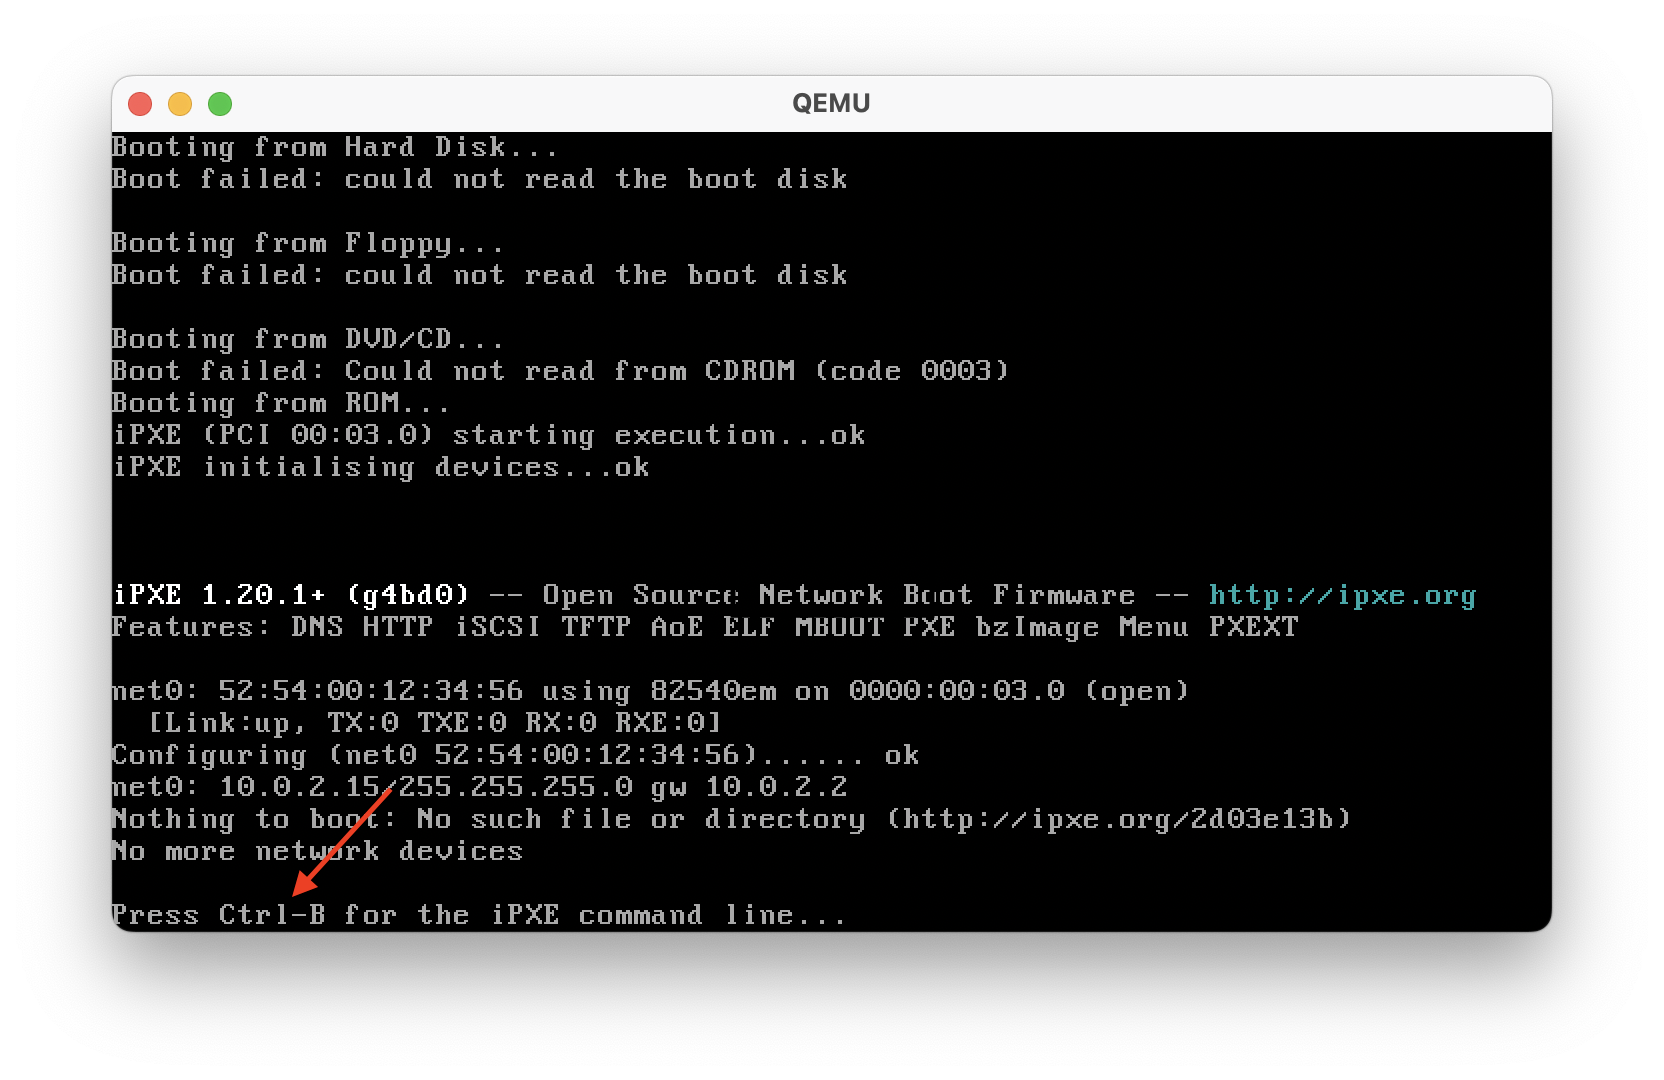 QEMU
Booting from Hard Disk...
Boot failed: could not read the boot disk
Booting from Floppy...
Boot failed: could not read the boot disk
Booting from DVD/CD...
Boot failed: Could not read from CDROM (code 0003)
Booting from ROM...
iPXE (PCI 00:03.0) starting execution...ok
iPXE initialising devices...ok
iPXE 1.20.1+ (g4bd0) -- Open Source Network Boot Firmware -- http://ipxe.org
Features: DNS HTTP iSCSI TFTP AoE ELF MBOOT PXE bzImage Menu PXEXT
net0: 52:54:00:12:34:56 using 82540em on 0000:00:03.0 (open)
[Link:up, TX:0 TXE:0 RX:0 RXE:0]
Configuring (net0 52:54:00:12:34:56)...... ok
net0: 10.0.2.15/255.255.255.0 gw 10.0.2.2
Nothing to boot: No such file or directory (http://ipxe.org/2d03e13b)
No more network devices
Press Ctrl-B for the iPXE command line...